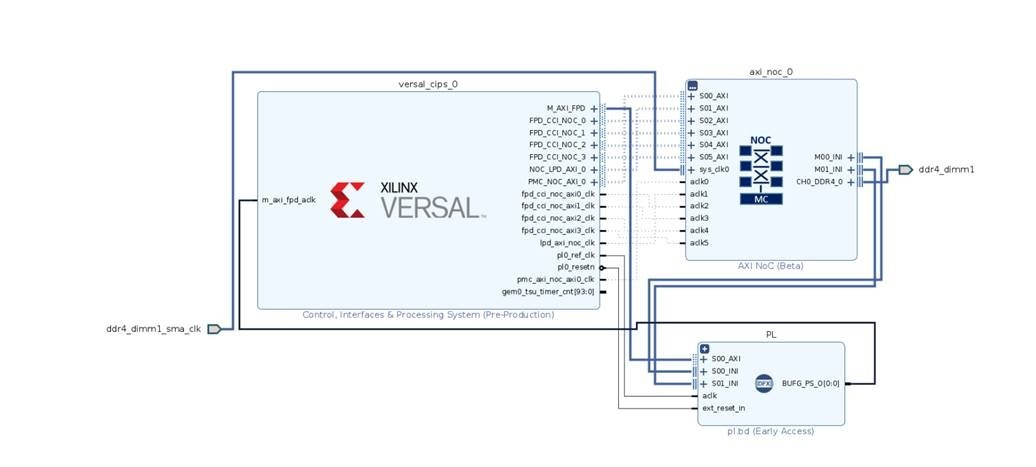 versal_cips_0
M_AXI_FPD
FPD_CCI_NOC_0
FPD_CCI_NOC_1
FPD_CCI_NOC_2
FPD_CCI_NOC_3
NOC_LPD_AXI_0
PMC_NOC_AXI_0
m_axi_fpd_aclk
XILINX
VERSAL™
fpd_cci_noc_axi0_clk
fpd_cci_noc_axi1_clk
fpd_cci_noc_axi2_clk
fpd_cci_noc_axi3_clk
lpd_axi_noc_clk
pl0_ref_clk
pl0_resetn
pmc_axi_noc_axi0_clk
gem0_tsu_timer_cnt[93:0]
Control, Interfaces & Processing System (Pre-Production)
ddr4_dimm1_sma_clk
axi_noc_0
S00_AXI
S01_AXI
S02_AXI
S03_AXI
S04_AXI
S05_AXI
sys_clk0
aclk0
aclk1
aclk2
aclk3
aclk4
aclk5
NOC
MC
M00_INI
M01_INI
CH0_DDR4_0
AXI NoC (Beta)
ddr4_dimm1
PL
S00_AXI
S00_INI
S01_INI
aclk
ext_reset_in
DFX
BUFG_PS_O[0:0]
pl.bd (Early Access)